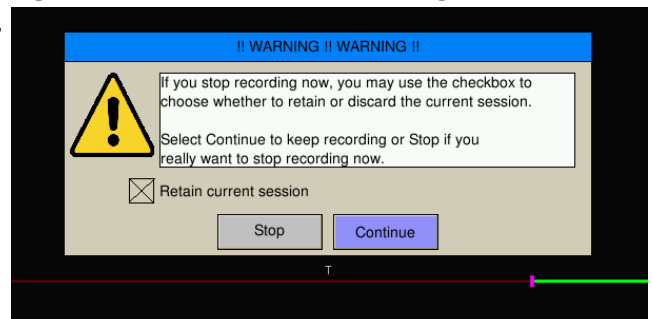 !! WARNING !! WARNING !!
If you stop recording now, you may use the checkbox to
choose whether to retain or discard the current session.
Select Continue to keep recording or Stop if you
really want to stop recording now.
Retain current session
Stop
Continue
T